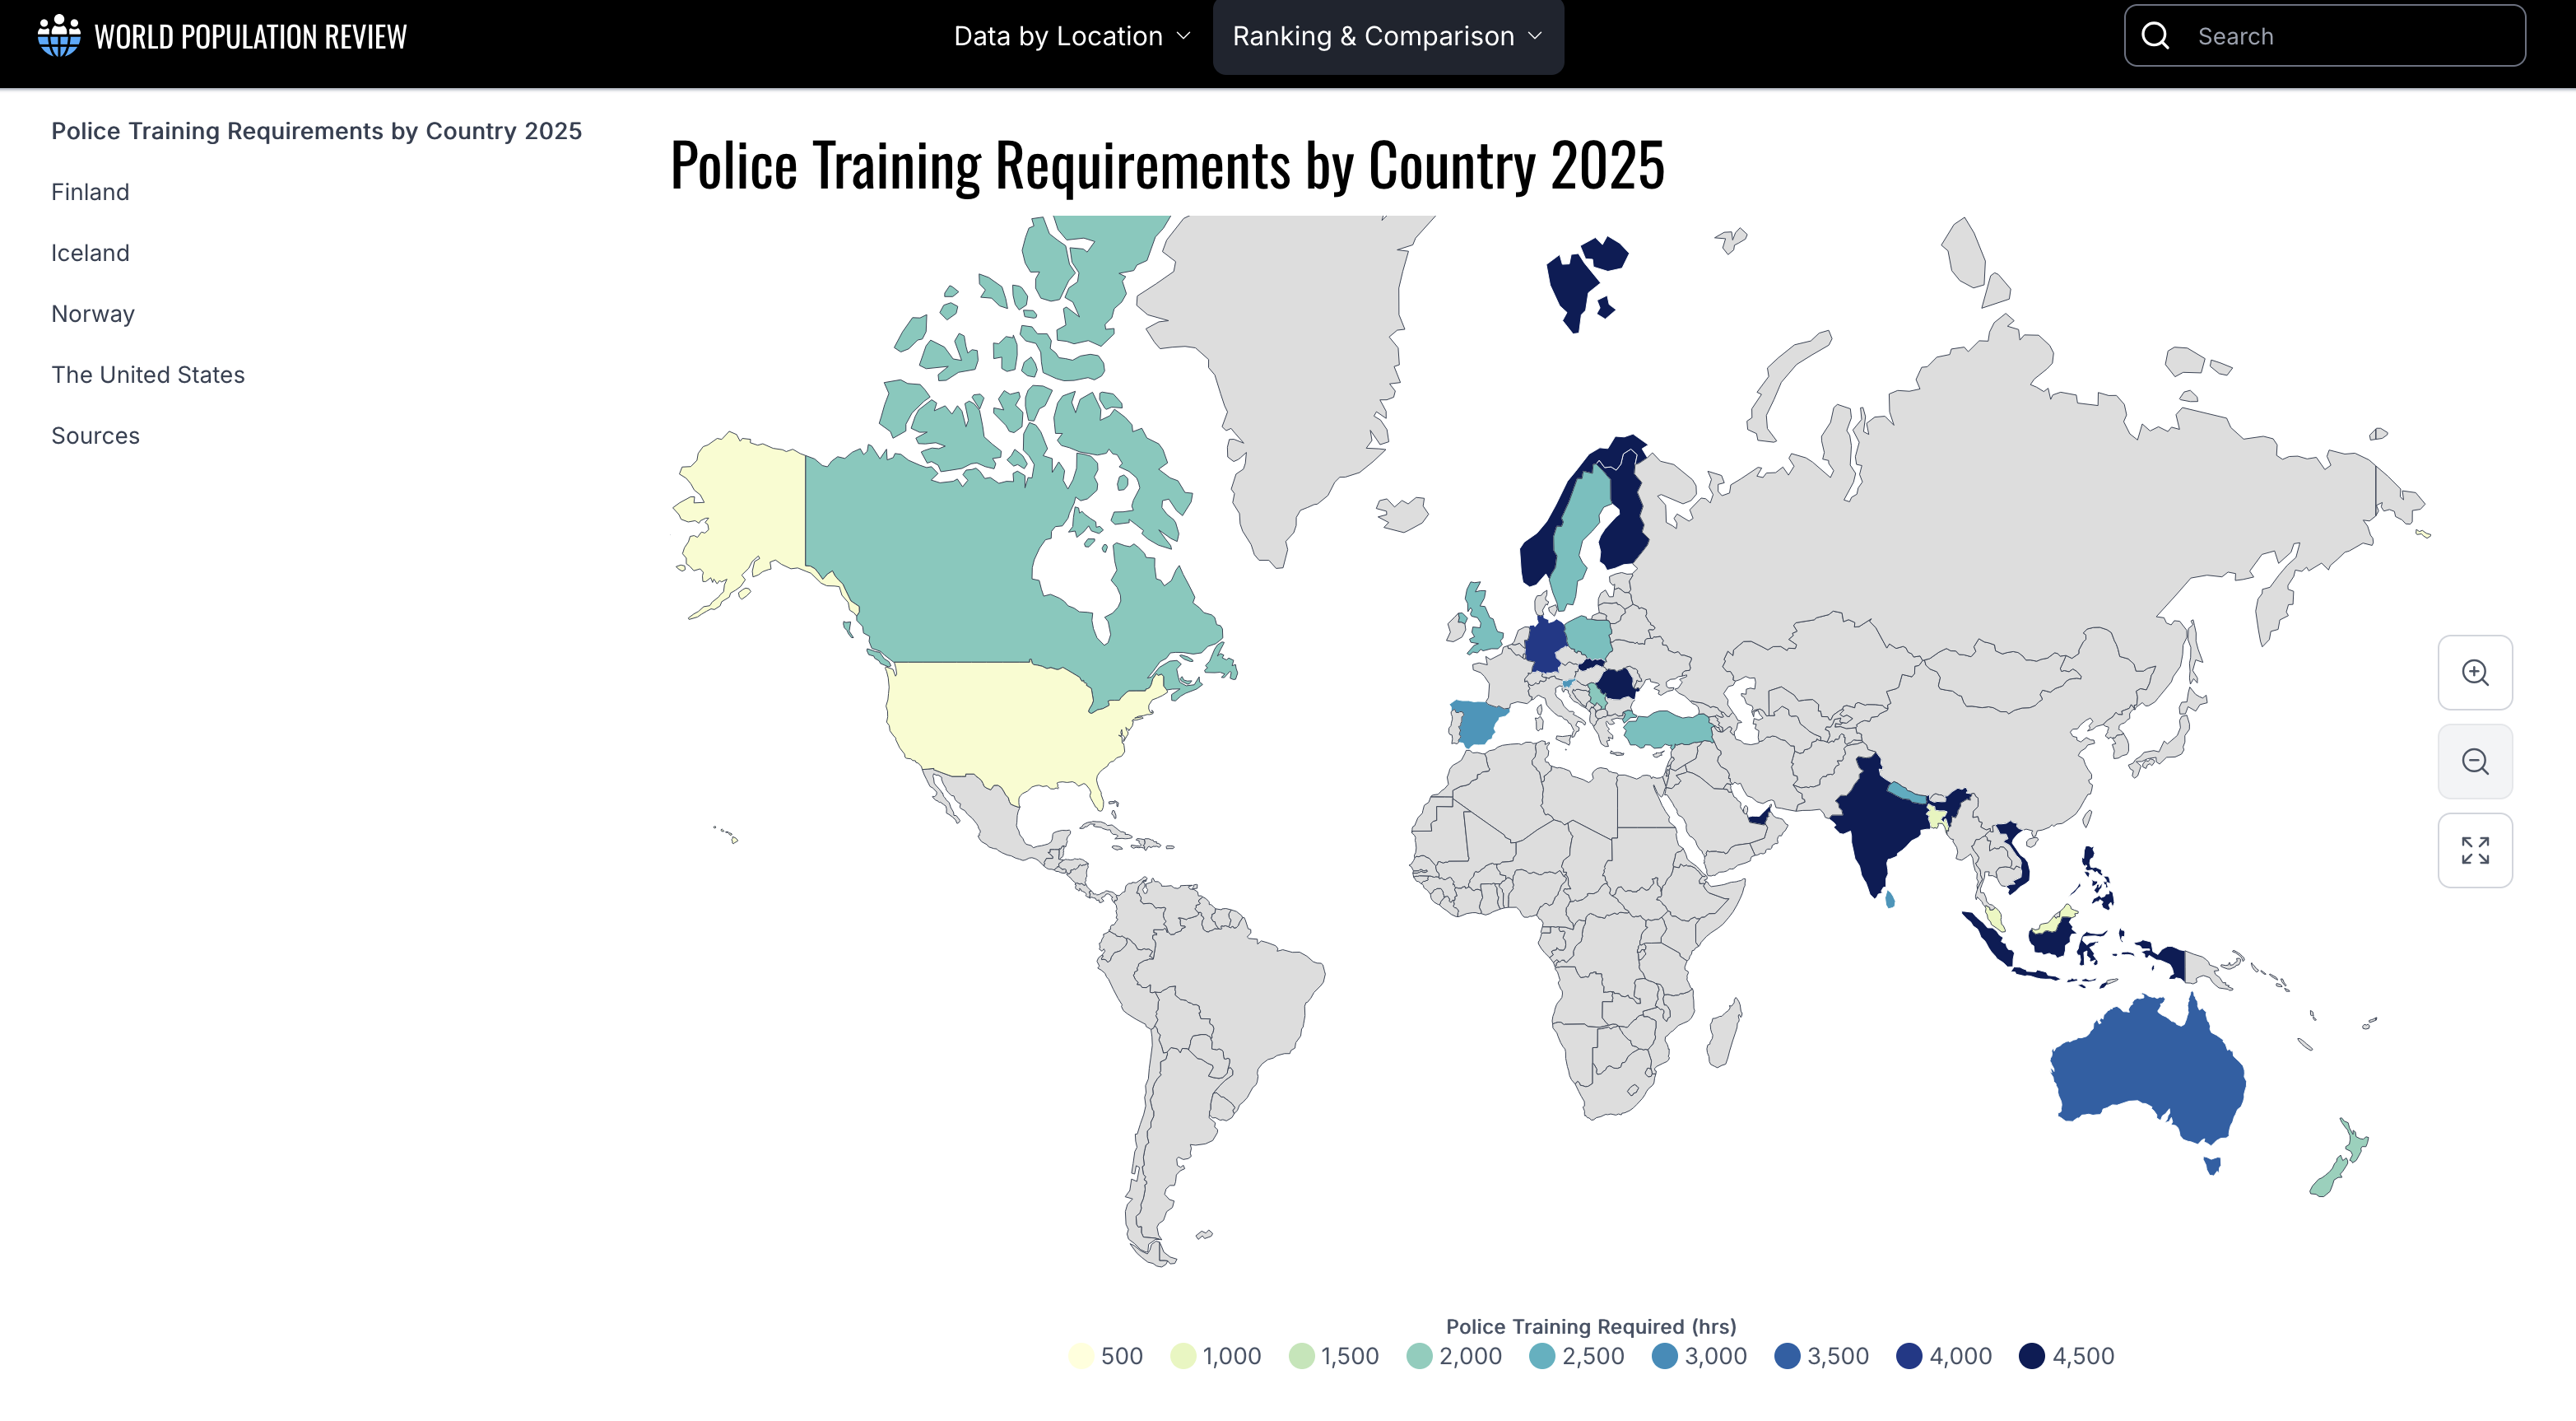 WORLD POPULATION REVIEW
Data by Location
Ranking & Comparison
Search
Police Training Requirements by Country 2025
Finland
Iceland
Norway
The United States
Sources
Police Training Requirements by Country 2025
Police Training Required (hrs)
500 1,000 1,500 2,000 2,500 3,000 3,500 4,000 4,500